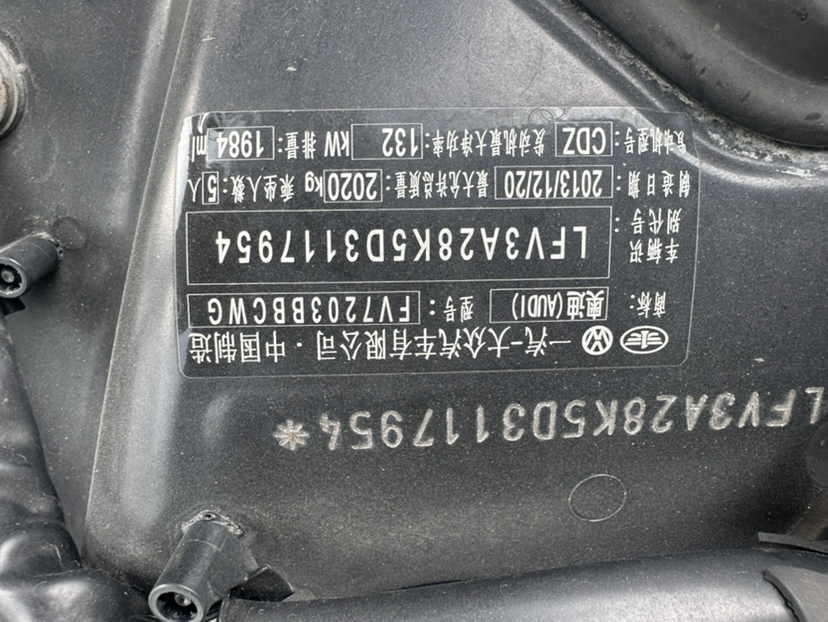 一汽-大众汽车有限公司·中国制造
商标: 奥迪(AUDI) 型号: FV7203BBCWG
车辆识别代号: LFV3A28K5D3117954
制造日期: 2013/12/20 最大允许总质量: 2020kg 乘坐人数: 5人
发动机型号: CDZ 发动机最大净功率: 132 kW 排量: 1984 ml
LFV3A28K5D3117954*